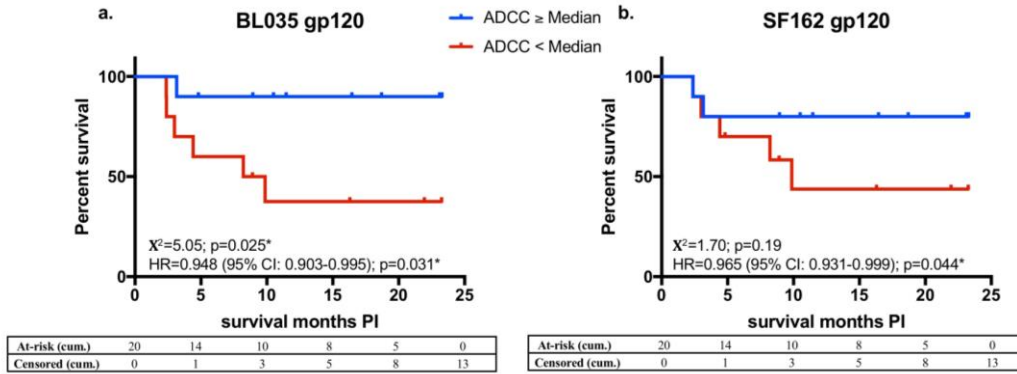 a.
BL035 gp120
ADCC ≥ Median
ADCC < Median
b.
SF162 gp120
Percent survival
100
50
0
X²=5.05; p=0.025*
HR=0.948 (95% CI: 0.903-0.995); p=0.031*
0 5 10 15 20 25
survival months PI
At-risk (cum.) 20 14 10 8 5 0
Censored (cum.) 0 1 3 5 8 13
Percent survival
100
50
0
X²=1.70; p=0.19
HR=0.965 (95% CI: 0.931-0.999); p=0.044*
0 5 10 15 20 25
survival months PI
At-risk (cum.) 20 14 10 8 5 0
Censored (cum.) 0 1 3 5 8 13